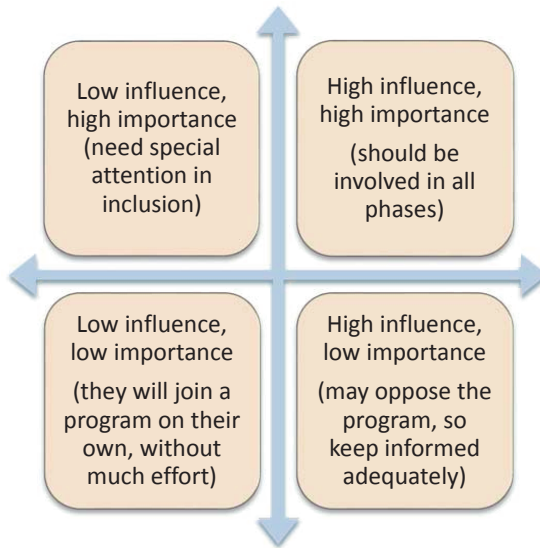 Low influence,
high importance
(need special
attention in
inclusion)
High influence,
high importance
(should be
involved in all
phases)
Low influence,
low importance
(they will join a
program on their
own, without
much effort)
High influence,
low importance
(may oppose the
program, so
keep informed
adequately)